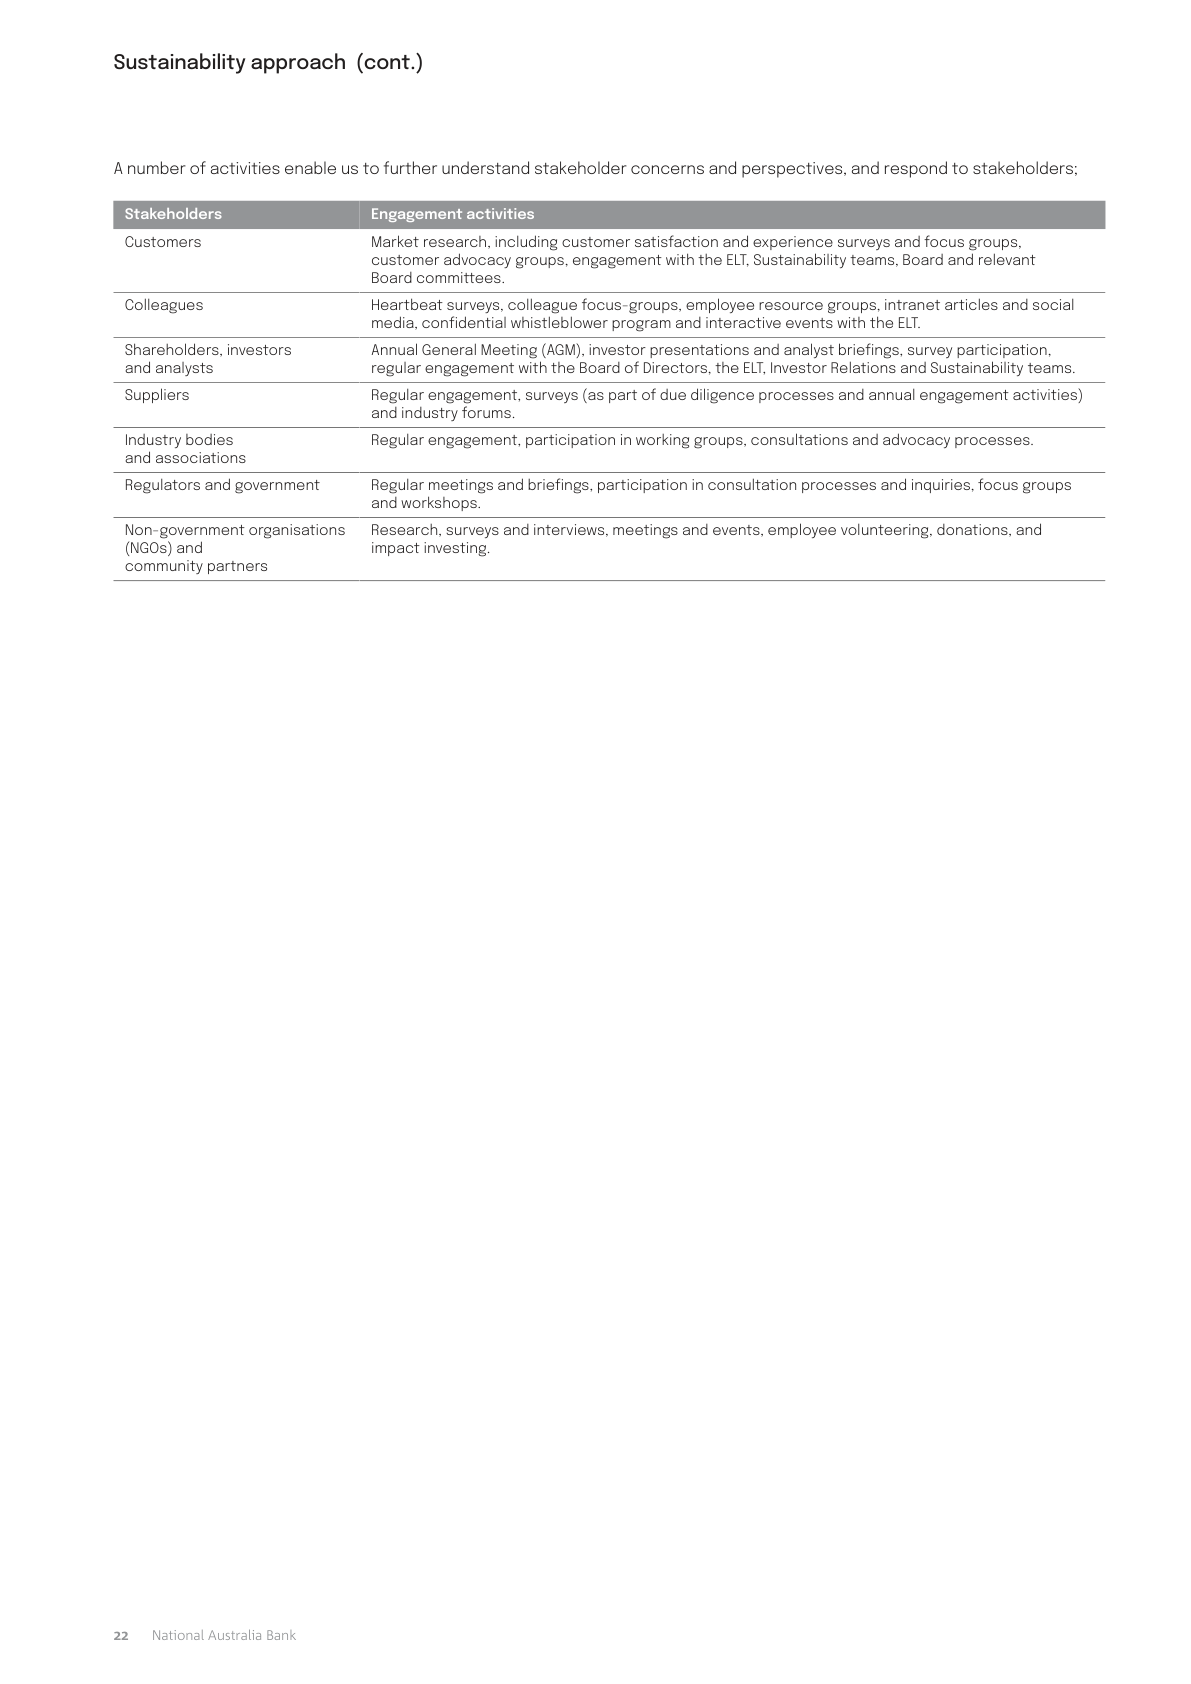 Sustainability approach (cont.)
A number of activities enable us to further understand stakeholder concerns and perspectives, and respond to stakeholders;
Stakeholders Engagement activities
Customers Market research, including customer satisfaction and experience surveys and focus groups,
customer advocacy groups, engagement with the ELT, Sustainability teams, Board and relevant
Board committees.
Colleagues Heartbeat surveys, colleague focus-groups, employee resource groups, intranet articles and social
media, confidential whistleblower program and interactive events with the ELT.
Shareholders, investors Annual General Meeting (AGM), investor presentations and analyst briefings, survey participation,
and analysts regular engagement with the Board of Directors, the ELT, Investor Relations and Sustainability teams.
Suppliers Regular engagement, surveys (as part of due diligence processes and annual engagement activities)
and industry forums.
Industry bodies Regular engagement, participation in working groups, consultations and advocacy processes.
and associations
Regulators and government Regular meetings and briefings, participation in consultation processes and inquiries, focus groups
and workshops.
Non-government organisations Research, surveys and interviews, meetings and events, employee volunteering, donations, and
(NGOs) and impact investing.
community partners
22 National Australia Bank